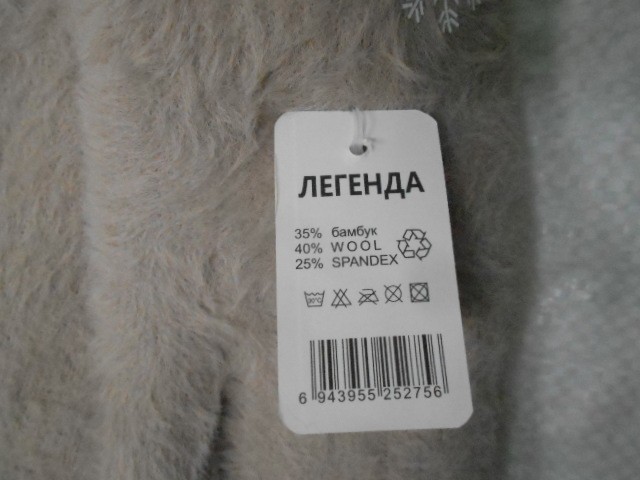 ЛЕГЕНДА
35% бамбук
40% WOOL
25% SPANDEX
6 943955 252756